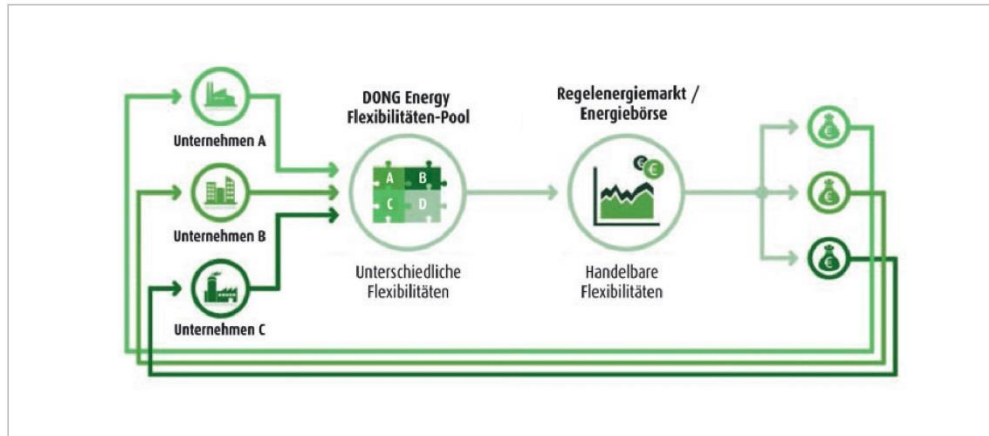 Unternehmen A
Unternehmen B
Unternehmen C
DONG Energy
Flexibilitäten-Pool
A B
C D
Unterschiedliche
Flexibilitäten
Regelenergiemarkt /
Energiebörse
€ €
Handelbare
Flexibilitäten
€
€
€